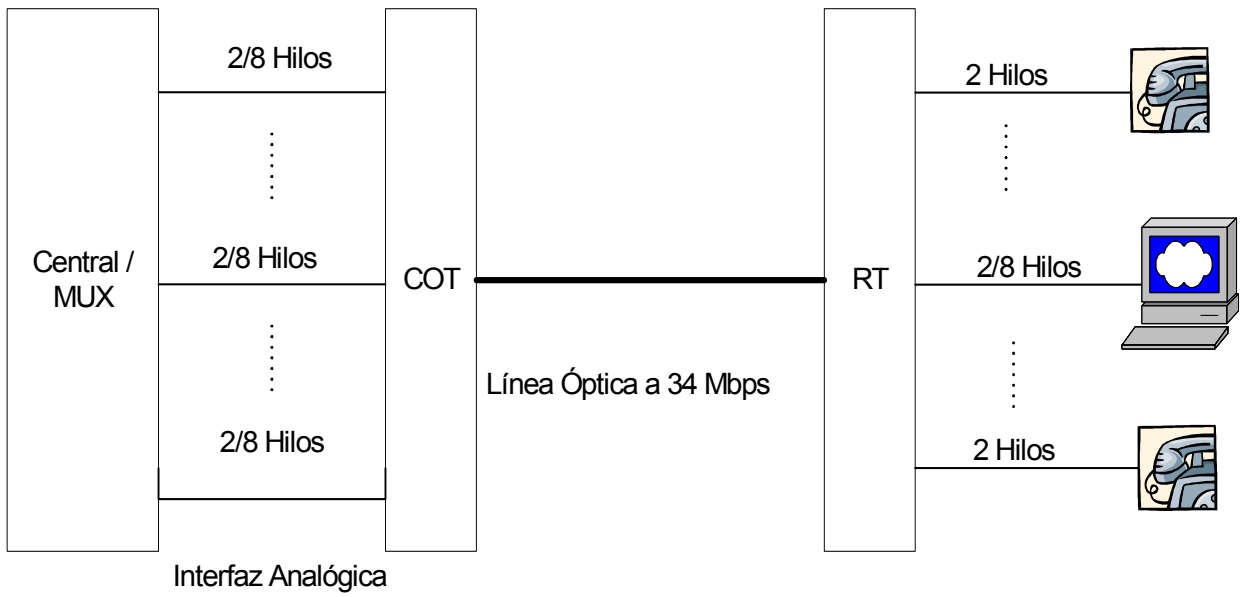 2/8 Hilos
2 Hilos
Central /
MUX
2/8 Hilos
COT
RT
2/8 Hilos
Línea Óptica a 34 Mbps
2/8 Hilos
2 Hilos
Interfaz Analógica